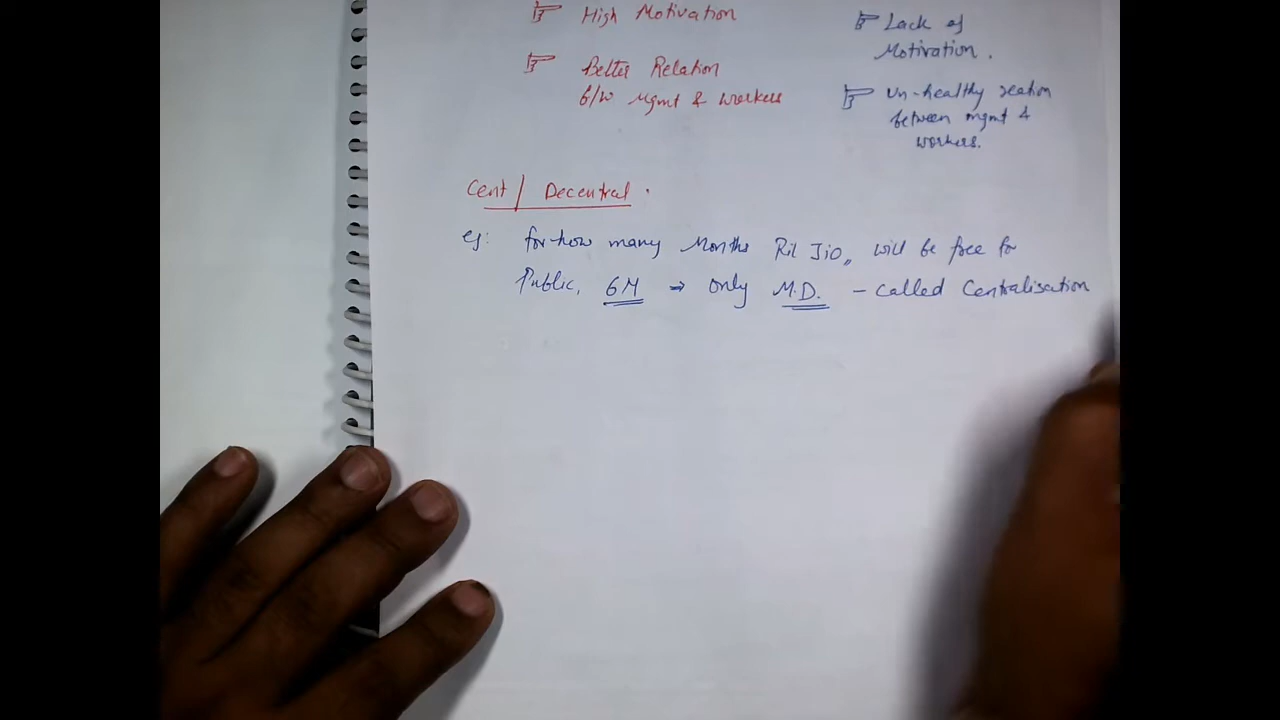 High Motivation
Better Relation
b/w Mgmt & workers
Lack of
Motivation.
Un-healthy reation
between mgmt &
workers.
Cent / Decentral.
eg: for how many Months Ril JIO, will be free for
Public, 6M → only M.D. - called Centralisation